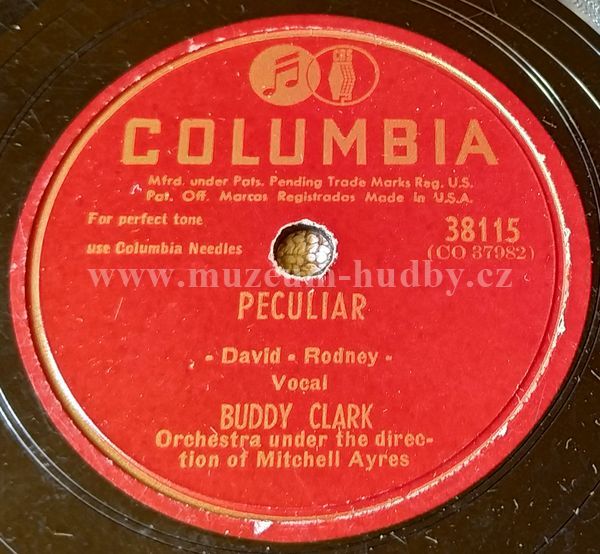 CBS
COLUMBIA
Mfrd. under Pats. Pending Trade Marks Reg. U.S.
Pat. Off. Marcas Registradas Made in U.S.A.
For perfect tone
use Columbia Needles
38115
(CO 37982)
www.muzeum-hudby.cz
PECULIAR
- David - Rodney -
Vocal
BUDDY CLARK
Orchestra under the direc-
tion of Mitchell Ayres